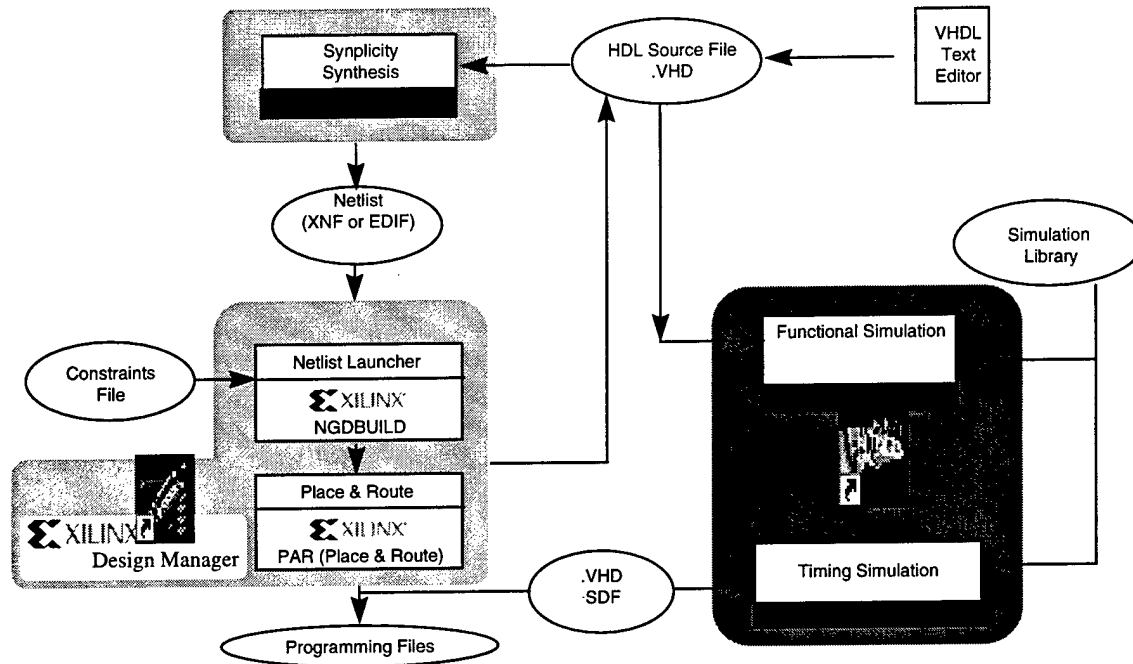 Synplicity
Synthesis
HDL Source File
.VHD
VHDL
Text
Editor
Netlist
(XNF or EDIF)
Simulation
Library
Functional Simulation
Constraints
File
Netlist Launcher
XILINX
NGDBUILD
Place & Route
XILINX
PAR (Place & Route)
XILINX
Design Manager
Timing Simulation
.VHD
.SDF
Programming Files